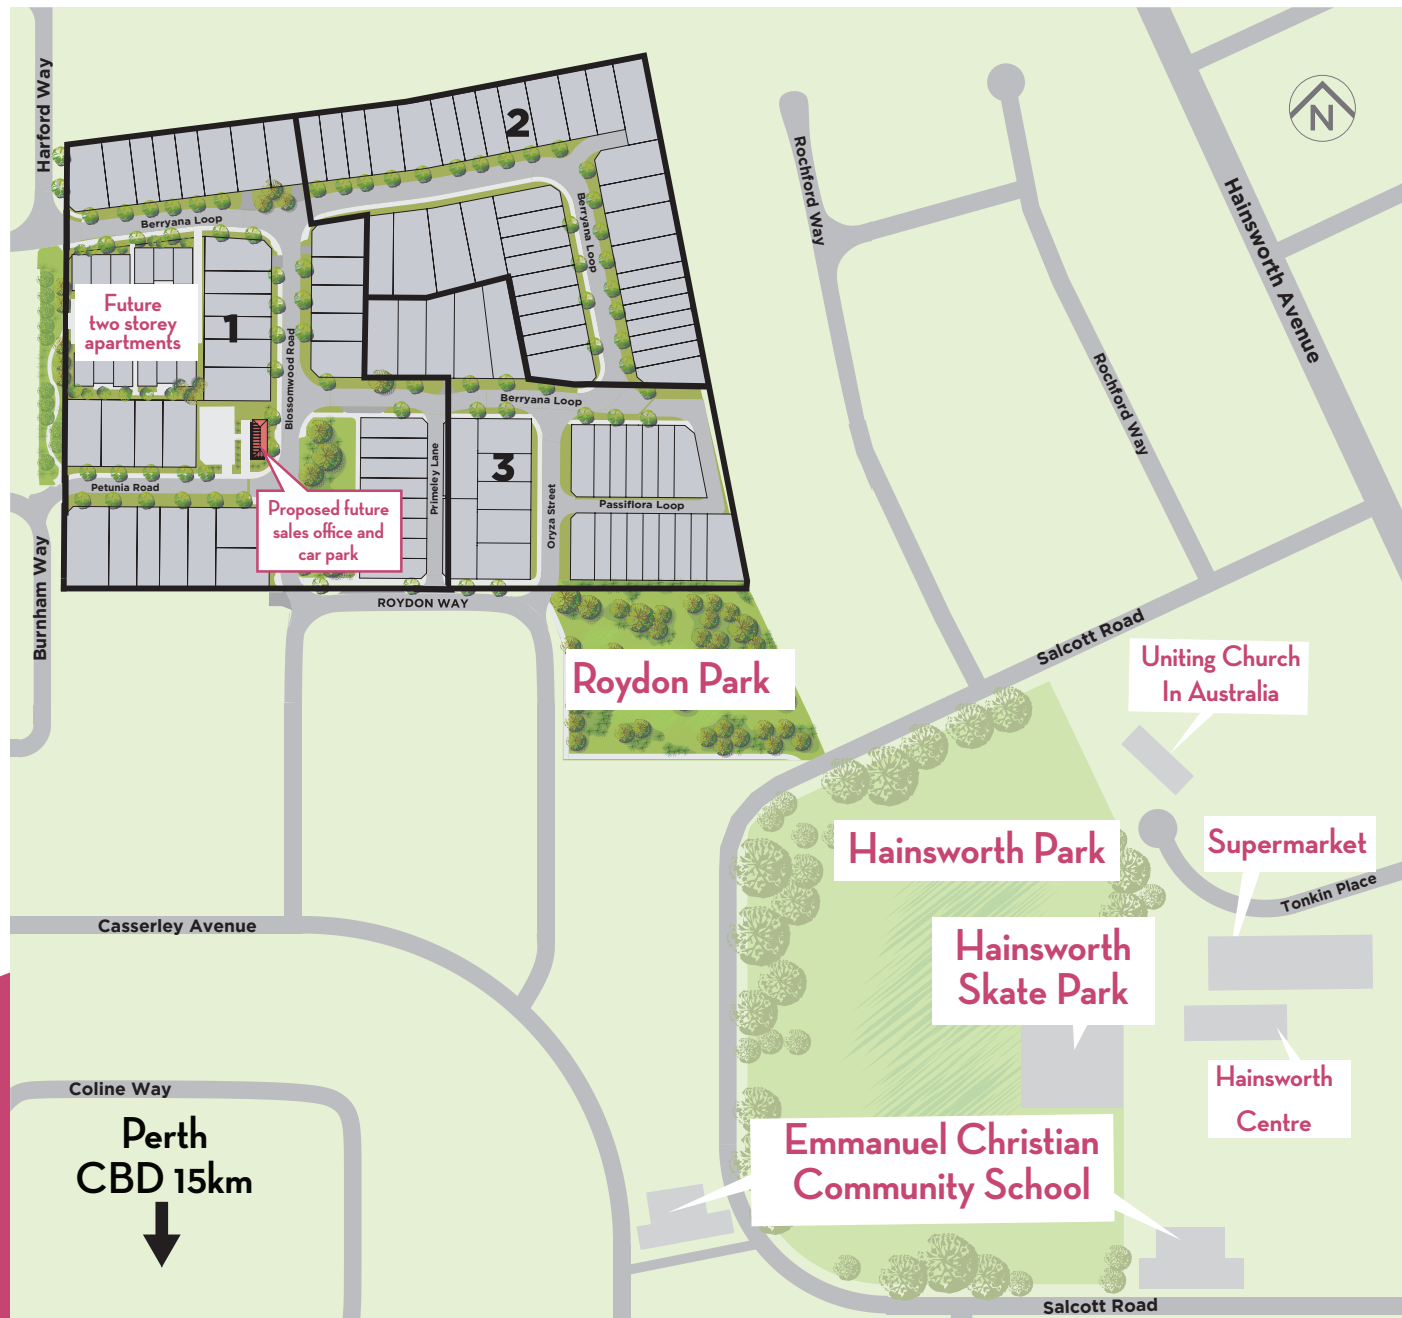 Harford Way
2
N
Rochford Way
Hainsworth Avenue
Berryana Loop
Berryana Loop
Future
two storey
apartments
1
Blossomwood Road
Rochford Way
Berryana Loop
3
Primeley Lane
Petunia Road
Proposed future
sales office and
car park
Oryza Street
Passiflora Loop
Burnham Way
ROYDON WAY
Salcott Road
Roydon Park
Uniting Church
In Australia
Hainsworth Park
Supermarket
Tonkin Place
Casserley Avenue
Hainsworth
Skate Park
Hainsworth
Centre
Coline Way
Perth
CBD 15km
Emmanuel Christian
Community School
Salcott Road